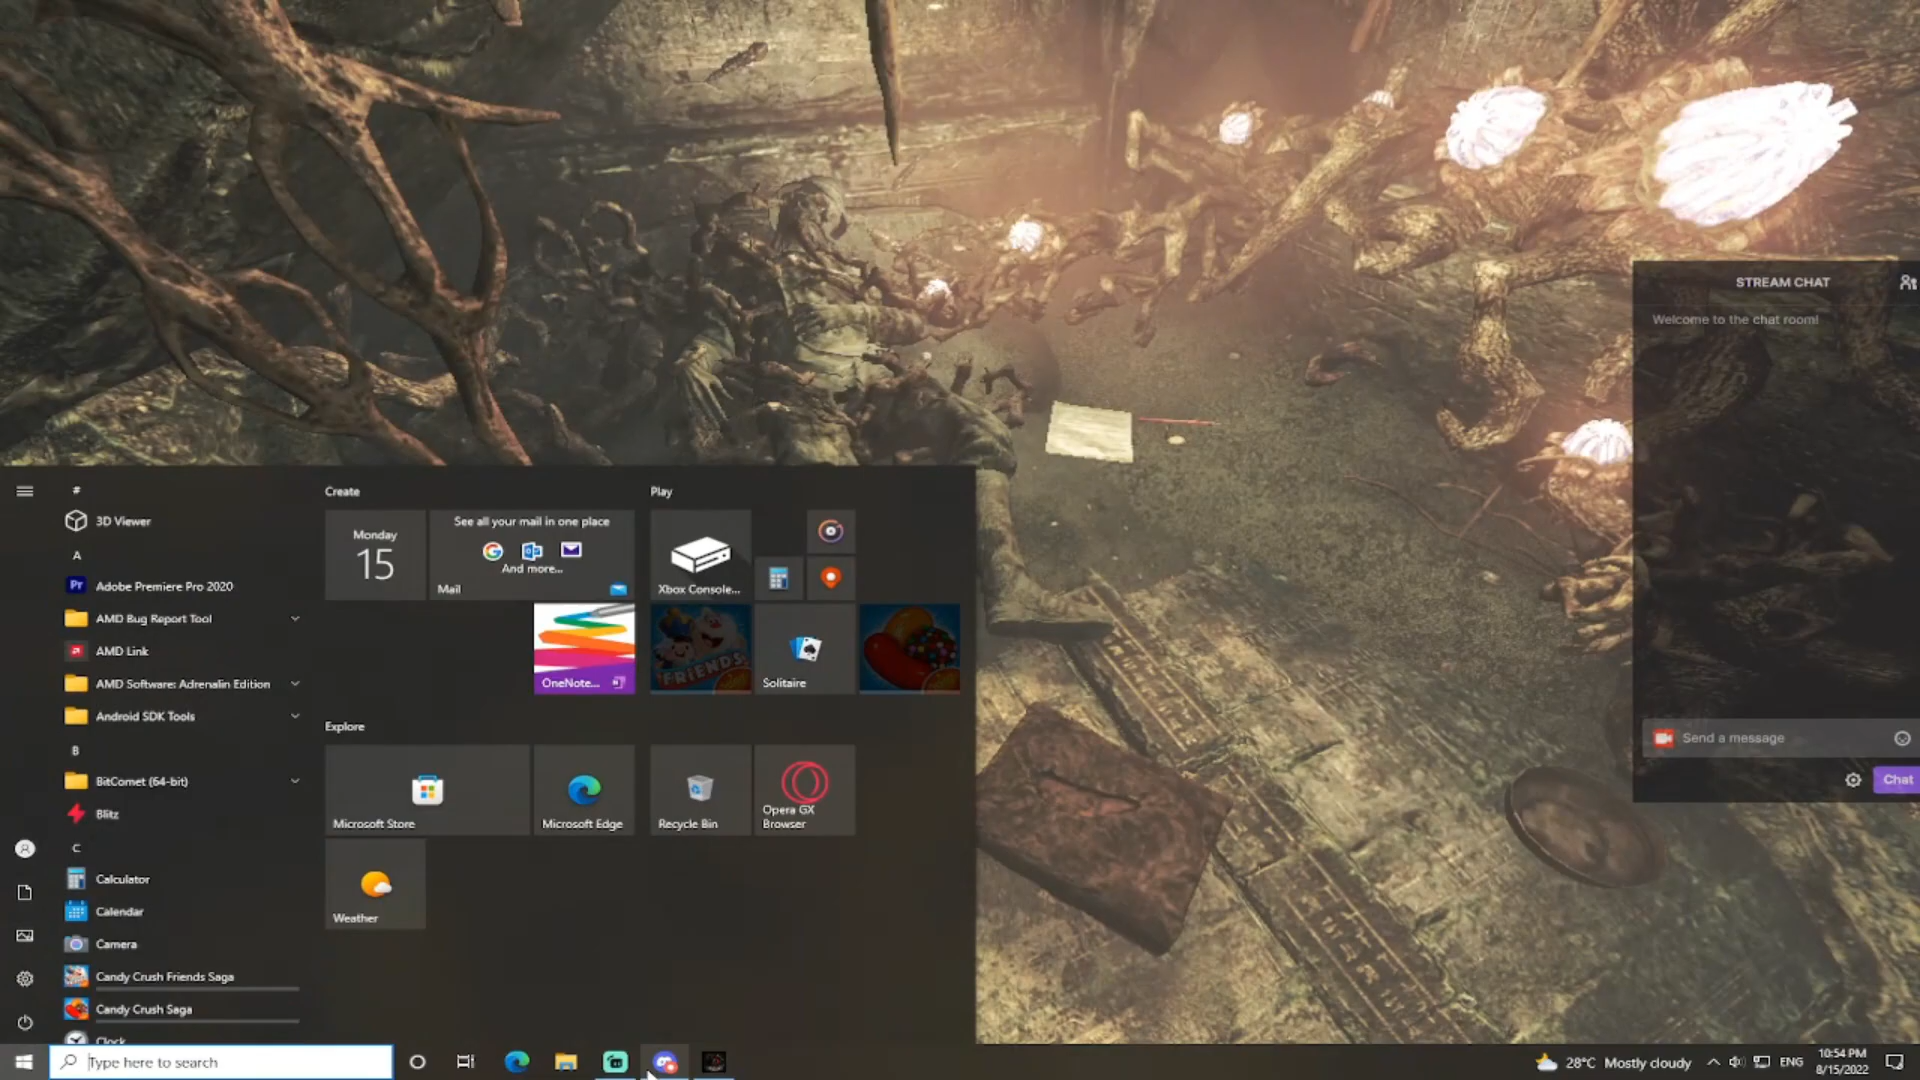 STREAM CHAT
Welcome to the chat room!
Send a message
Chat
#
3D Viewer
A
Pr
Adobe Premiere Pro 2020
AMD Bug Report Tool
AMD Link
AMD Software: Adrenalin Edition
Android SDK Tools
B
BitComet (64-bit)
Blitz
C
Calculator
Calendar
Camera
Candy Crush Friends Saga
Candy Crush Saga
Clock
Create
Monday
15
See all your mail in one place
And more...
Mail
OneNote...
Play
Xbox Console...
FRIENDS
Solitaire
Explore
Microsoft Store
Microsoft Edge
Recycle Bin
Opera GX
Browser
Weather
Type here to search
28°C Mostly cloudy
ENG
10:54 PM
8/15/2022